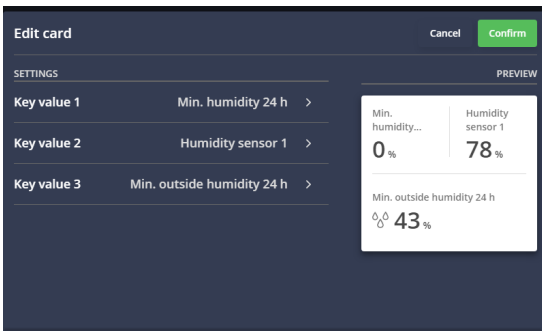 Edit card
Cancel
Confirm
SETTINGS
Key value 1 Min. humidity 24 h >
Key value 2 Humidity sensor 1 >
Key value 3 Min. outside humidity 24 h >
PREVIEW
Min.
humidity...
0 %
Humidity
sensor 1
78 %
Min. outside humidity 24 h
43 %